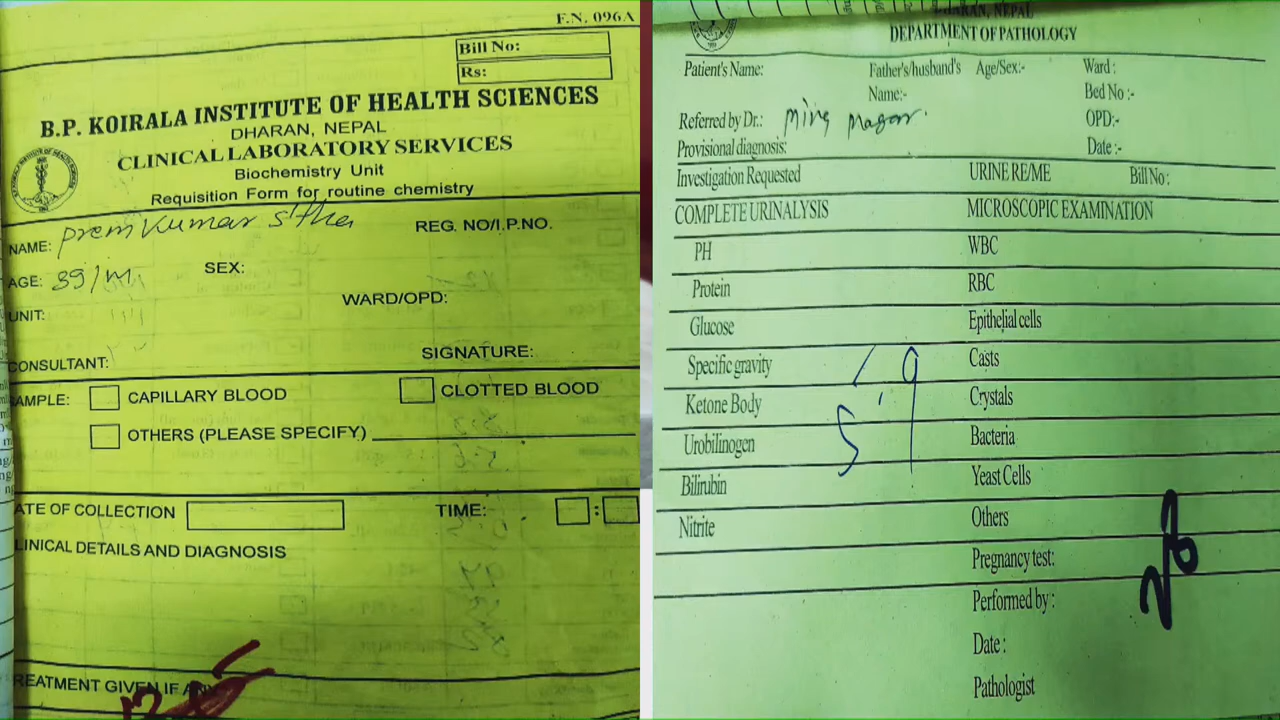 F.N. 096A
Bill No:
Rs:
B.P. KOIRALA INSTITUTE OF HEALTH SCIENCES
DHARAN, NEPAL
CLINICAL LABORATORY SERVICES
Biochemistry Unit
Requisition Form for routine chemistry
NAME: prem Kumar s'tha REG. NO/I.P.NO.
AGE: 39/M SEX:
WARD/OPD:
UNIT:
CONSULTANT: SIGNATURE:
AMPLE: CAPILLARY BLOOD CLOTTED BLOOD
OTHERS (PLEASE SPECIFY)
ATE OF COLLECTION TIME: :
LINICAL DETAILS AND DIAGNOSIS
REATMENT GIVEN IF ANY
DHARAN, NEPAL
DEPARTMENT OF PATHOLOGY
Patient's Name: Father's/husband's Age/Sex:- Ward :
Name:- Bed No :-
Referred by Dr.: Magar OPD:-
Provisional diagnosis: Date :-
Investigation Requested URINE RE/ME Bill No:
COMPLETE URINALYSIS MICROSCOPIC EXAMINATION
PH WBC
Protein RBC
Glucose Epithelial cells
Specific gravity Casts
Ketone Body Crystals
Urobilinogen Bacteria
Bilirubin Yeast Cells
Nitrite Others
Pregnancy test:
Performed by :
Date :
Pathologist